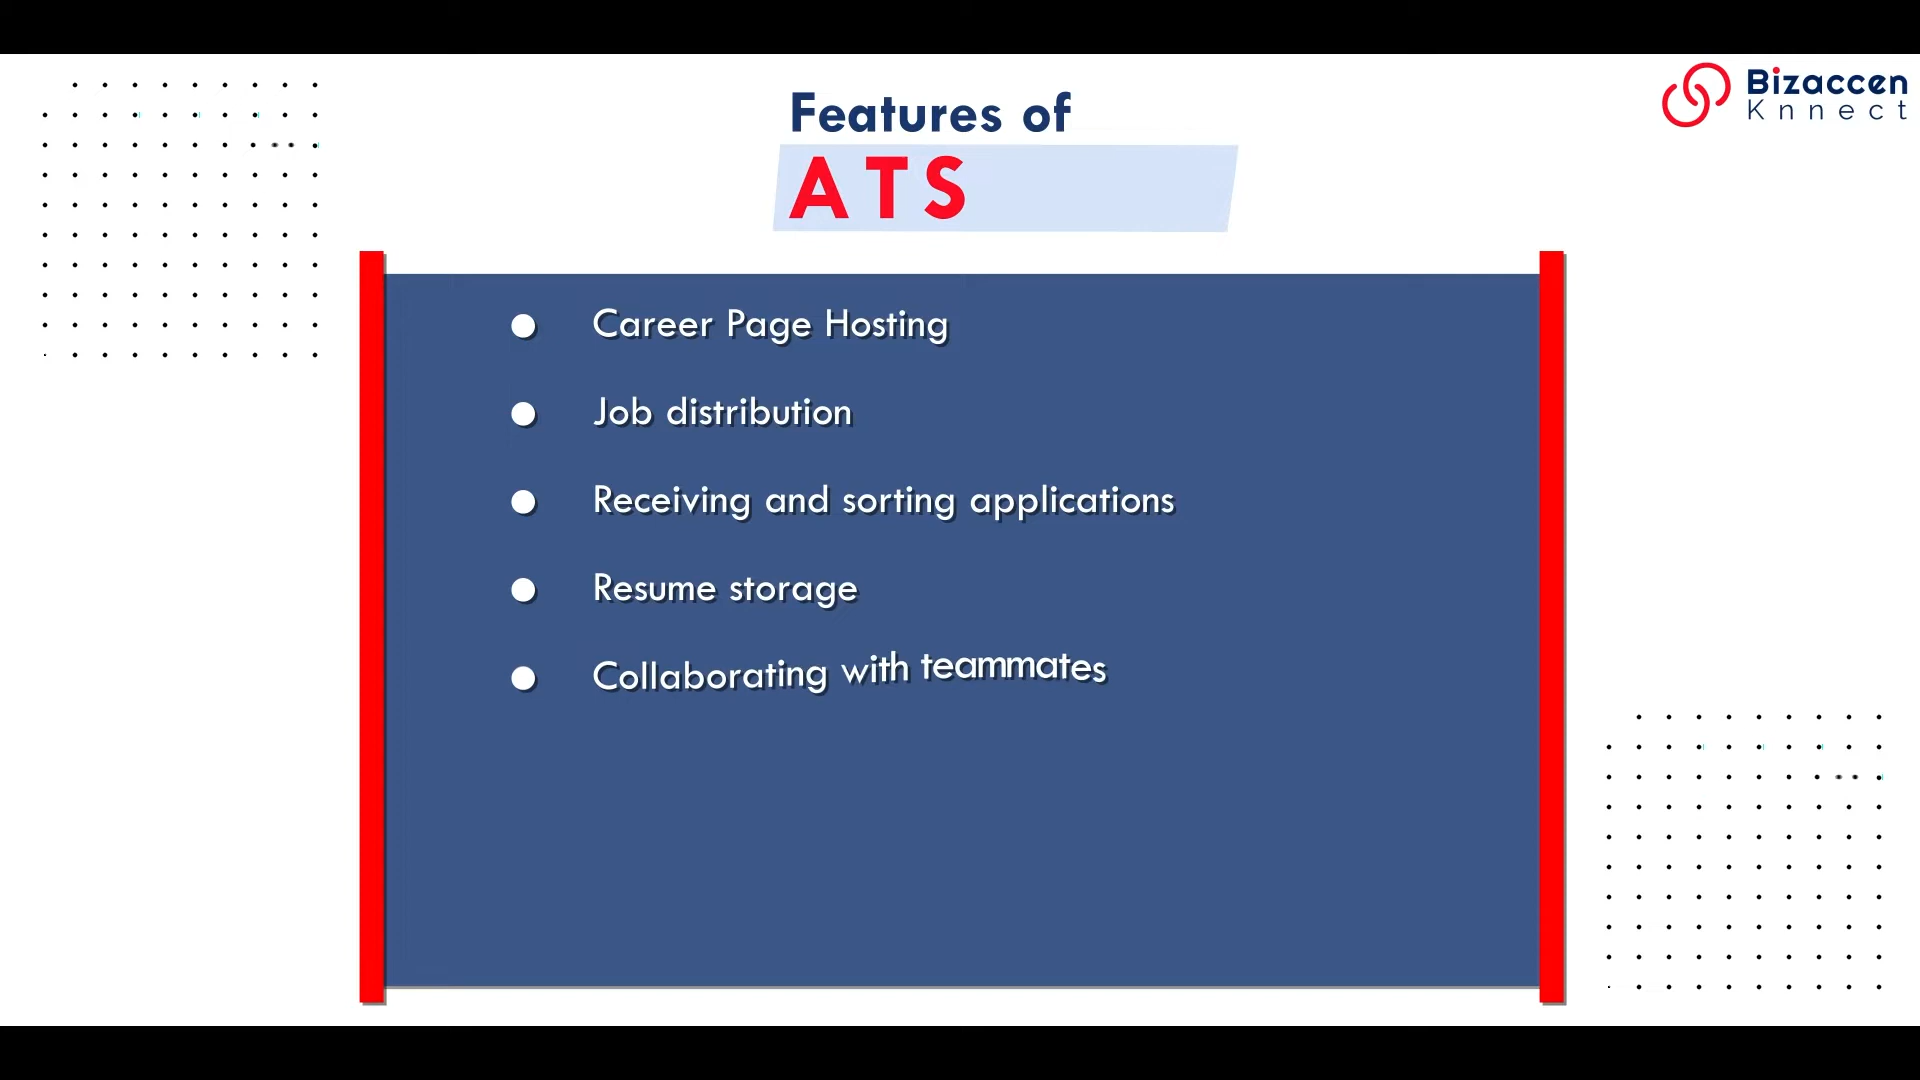 Bizaccen
Knnect
Features of
ATS
Career Page Hosting
Job distribution
Receiving and sorting applications
Resume storage
Collaborating with teammates